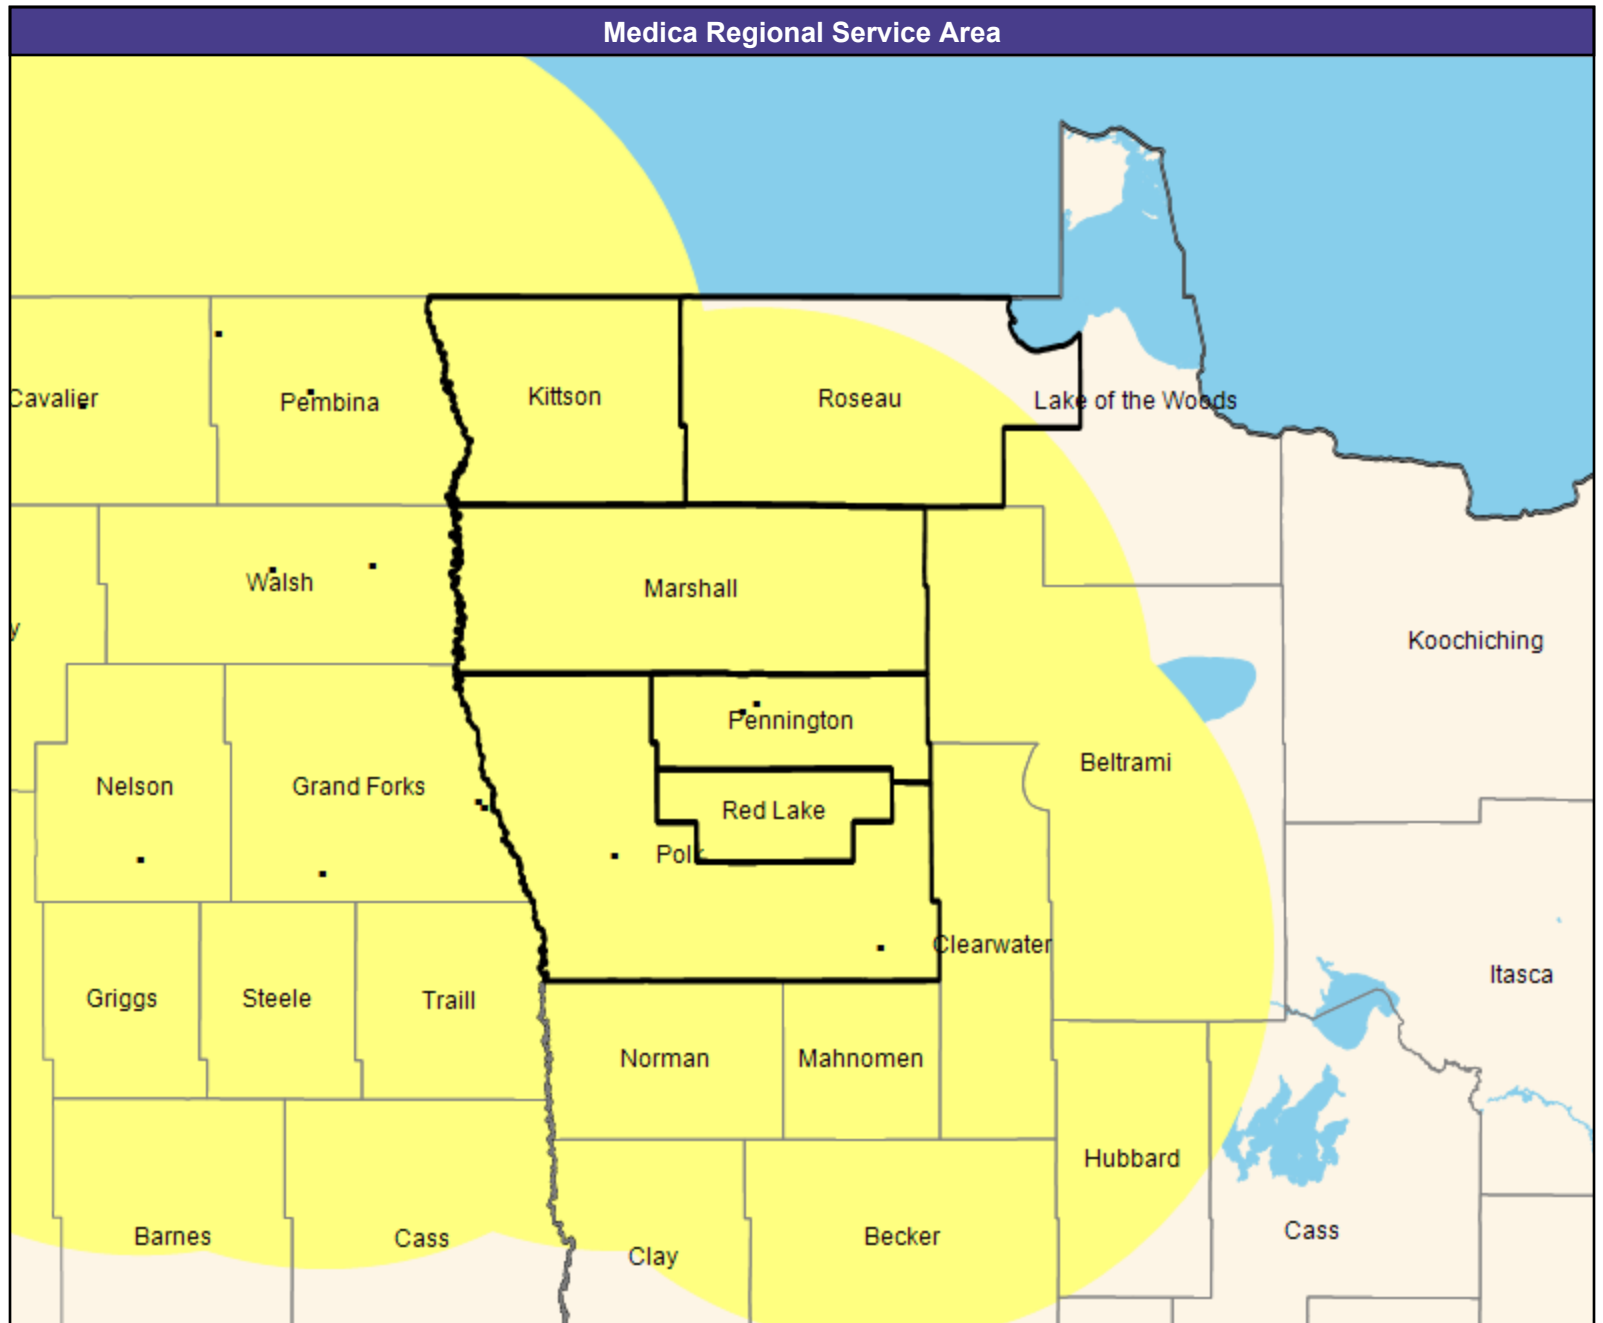 Medica Regional Service Area
Kittson
Roseau
Cavalier
Pembina
Lake of the Woods
Walsh
Marshall
y
Koochiching
Pennington
Beltrami
Nelson
Grand Forks
Red Lake
Polk
Clearwater
Itasca
Griggs
Steele
Traill
Norman
Mahnomen
Hubbard
Barnes
Cass
Clay
Becker
Cass